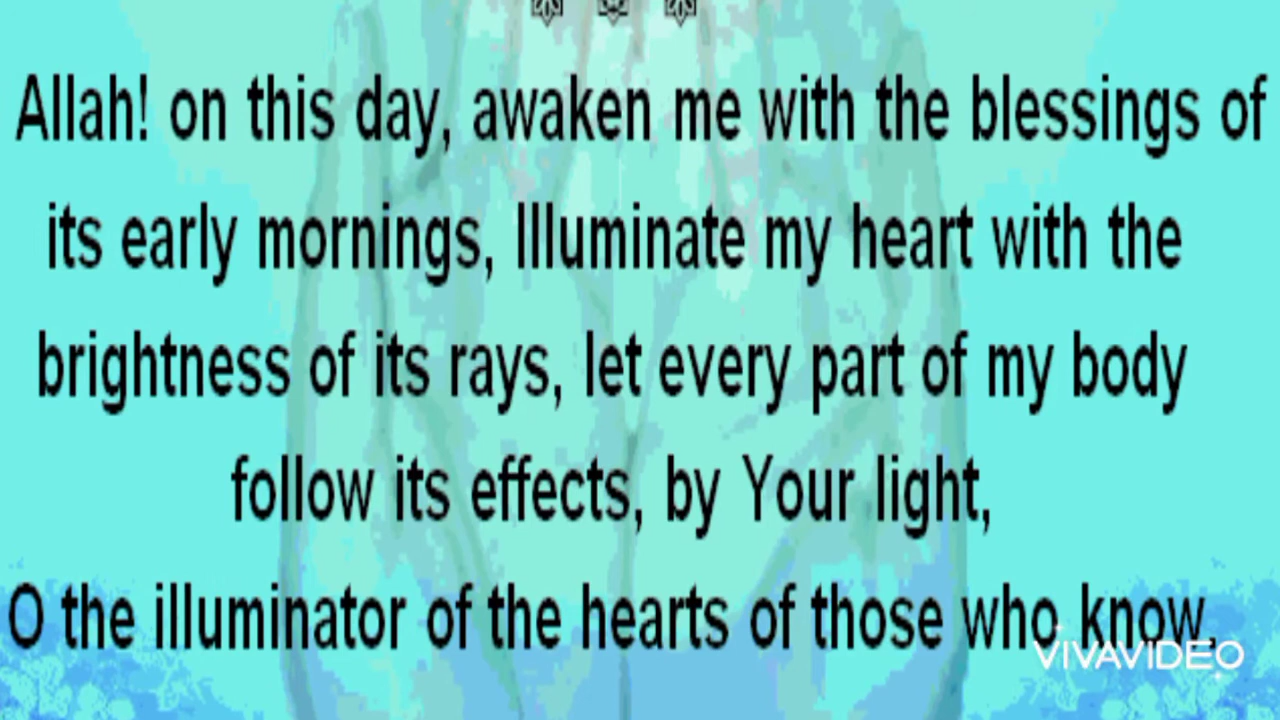 Allah! on this day, awaken me with the blessings of
its early mornings, Illuminate my heart with the
brightness of its rays, let every part of my body
follow its effects, by Your light,
O the illuminator of the hearts of those who know.
VIVAVIDEO